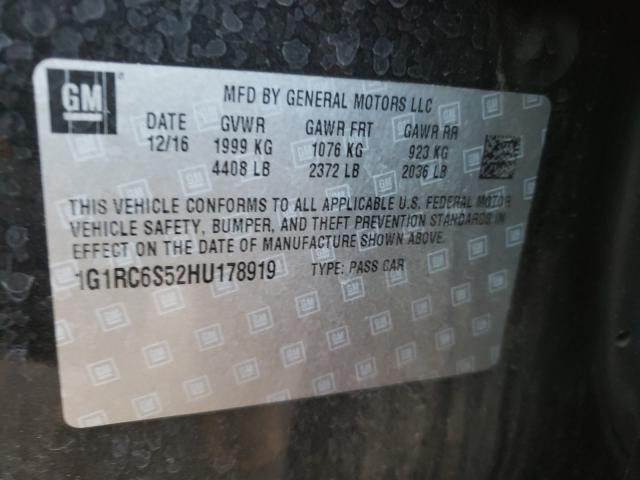 GM
MFD BY GENERAL MOTORS LLC
DATE GVWR GAWR FRT GAWR RR
12/16 1999 KG 1076 KG 923 KG
4408 LB 2372 LB 2036 LB
THIS VEHICLE CONFORMS TO ALL APPLICABLE U.S. FEDERAL MOTOR
VEHICLE SAFETY, BUMPER, AND THEFT PREVENTION STANDARDS IN
EFFECT ON THE DATE OF MANUFACTURE SHOWN ABOVE.
1G1RC6S52HU178919 TYPE: PASS CAR